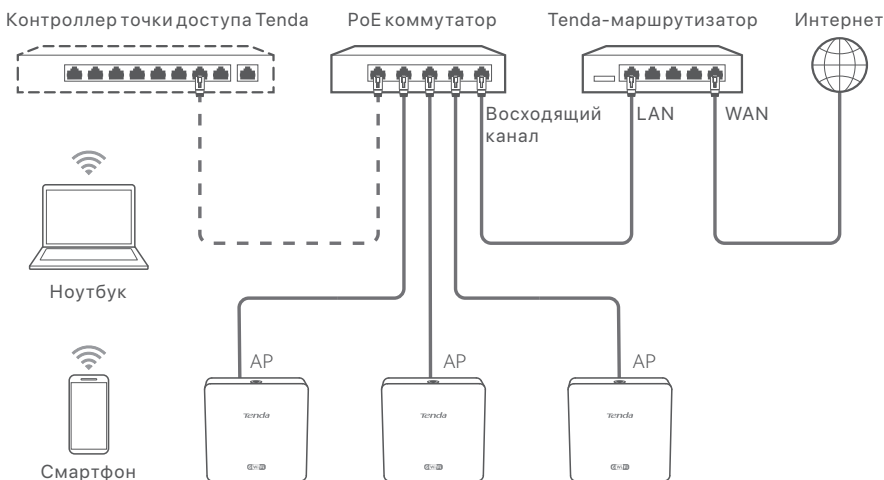 Контроллер точки доступа Tenda
PoE коммутатор
Tenda-маршрутизатор
Интернет
Восходящий
канал
LAN
WAN
Ноутбук
AP
AP
AP
Tenda
Tenda
Tenda
Смартфон